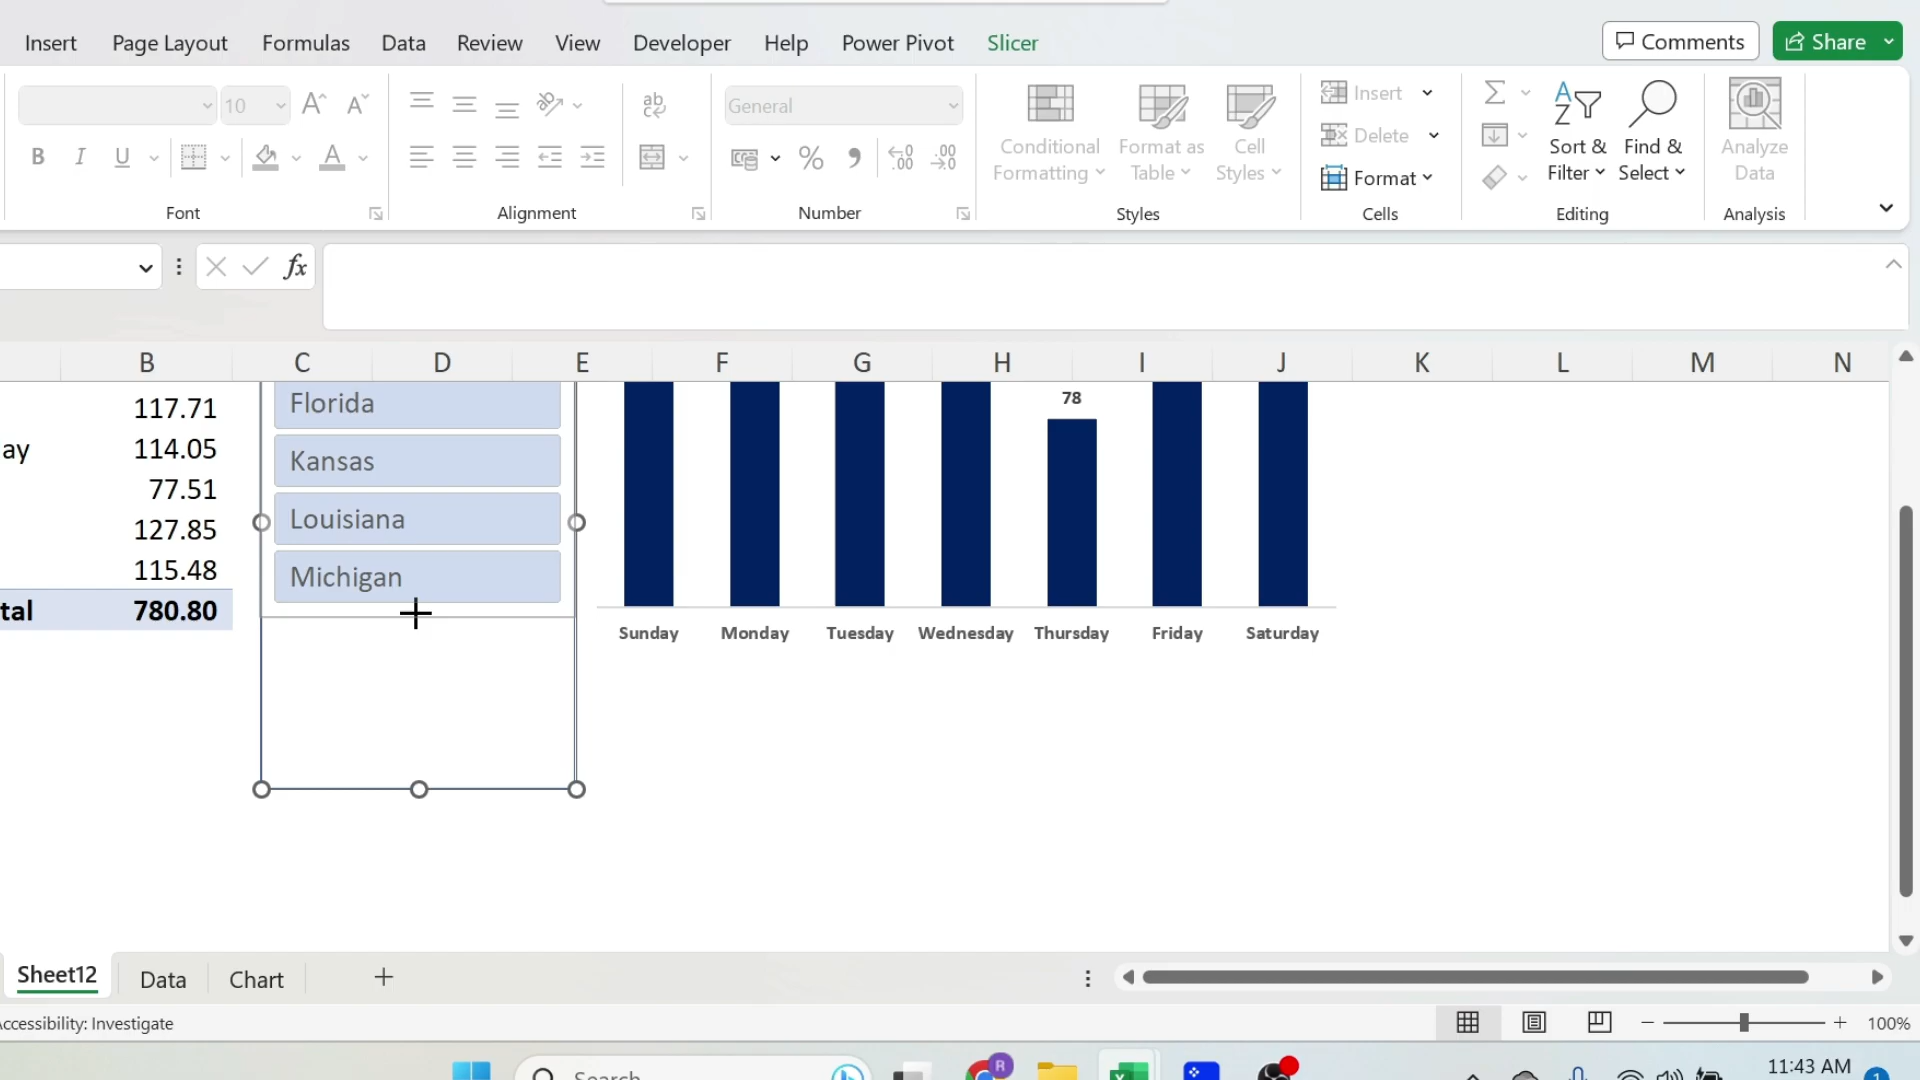 Insert Page Layout Formulas Data Review View Developer Help Power Pivot Slicer Comments Share
10 General Insert
Delete
Conditional Formatting Format as Table Cell Styles Format Sort & Filter Find & Select Analyze Data
Font Alignment Number Styles Cells Editing Analysis
fx
B C D E F G H I J K L M N
117.71 Florida 78
ay 114.05 Kansas
77.51
127.85 Louisiana
115.48 Michigan
tal 780.80
Sunday Monday Tuesday Wednesday Thursday Friday Saturday
Sheet12 Data Chart
Accessibility: Investigate 100%
Search R 11:43 AM 1